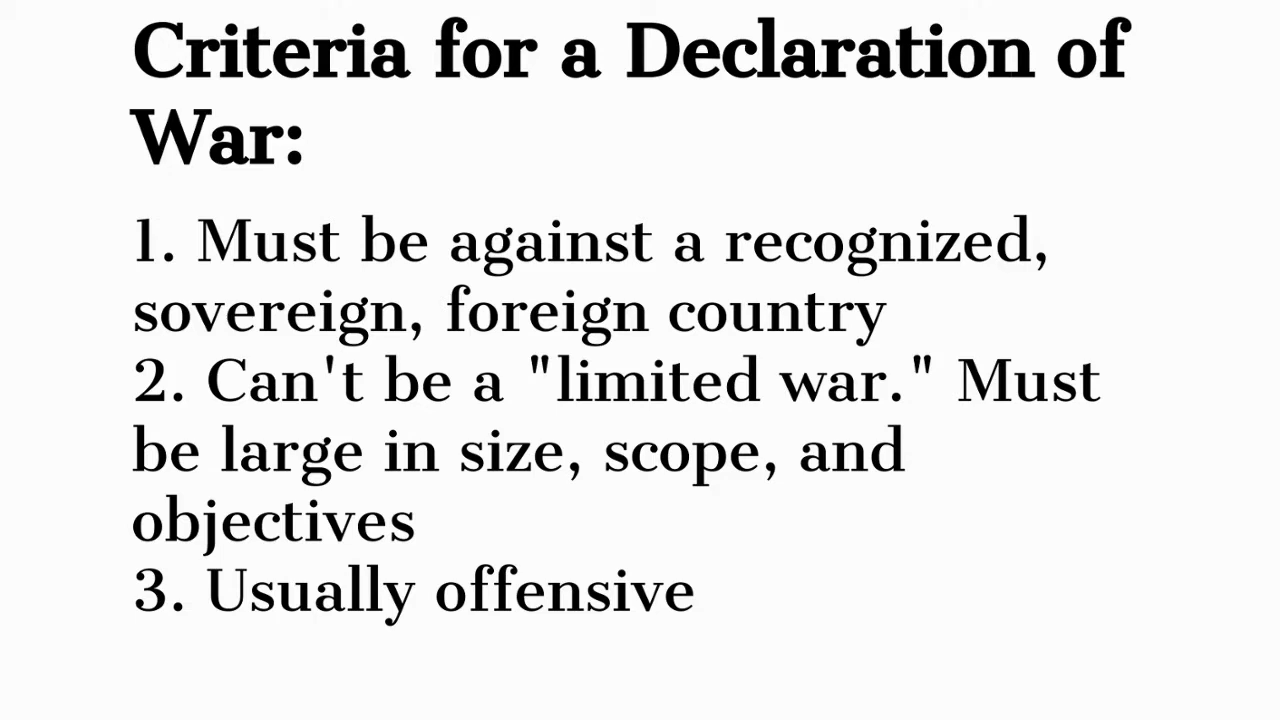 Criteria for a Declaration of
War:
1. Must be against a recognized,
sovereign, foreign country
2. Can't be a "limited war." Must
be large in size, scope, and
objectives
3. Usually offensive